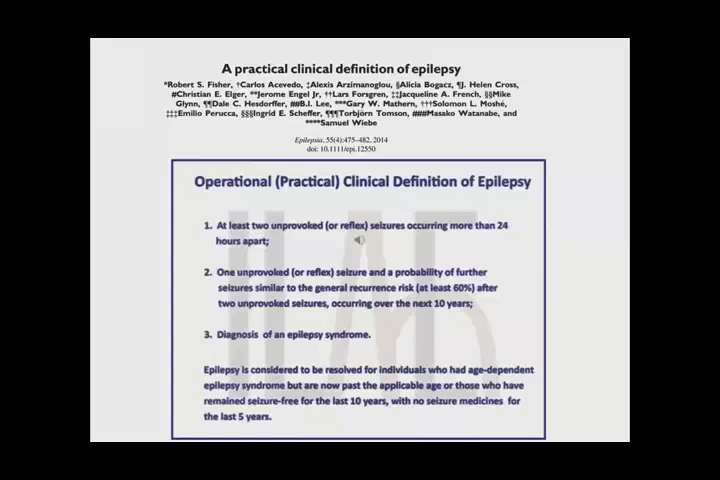 A practical clinical definition of epilepsy
*Robert S. Fisher, †Carlos Acevedo, ‡Alexis Arzimanoglou, §Alicia Bogacz, ¶J. Helen Cross,
#Christian E. Elger, **Jerome Engel Jr, ††Lars Forsgren, ‡‡Jacqueline A. French, §§Mike
Glynn, ¶¶Dale C. Hesdorffer, ##B.I. Lee, ***Gary W. Mathern, †††Solomon L. Moshé,
‡‡‡Emilio Perucca, §§§Ingrid E. Scheffer, ¶¶¶Torbjörn Tomson, ###Masako Watanabe, and
****Samuel Wiebe
Epilepsia, 55(4):475–482, 2014
doi: 10.1111/epi.12550
Operational (Practical) Clinical Definition of Epilepsy
1. At least two unprovoked (or reflex) seizures occurring more than 24
hours apart;
2. One unprovoked (or reflex) seizure and a probability of further
seizures similar to the general recurrence risk (at least 60%) after
two unprovoked seizures, occurring over the next 10 years;
3. Diagnosis of an epilepsy syndrome.
Epilepsy is considered to be resolved for individuals who had age-dependent
epilepsy syndrome but are now past the applicable age or those who have
remained seizure-free for the last 10 years, with no seizure medicines for
the last 5 years.